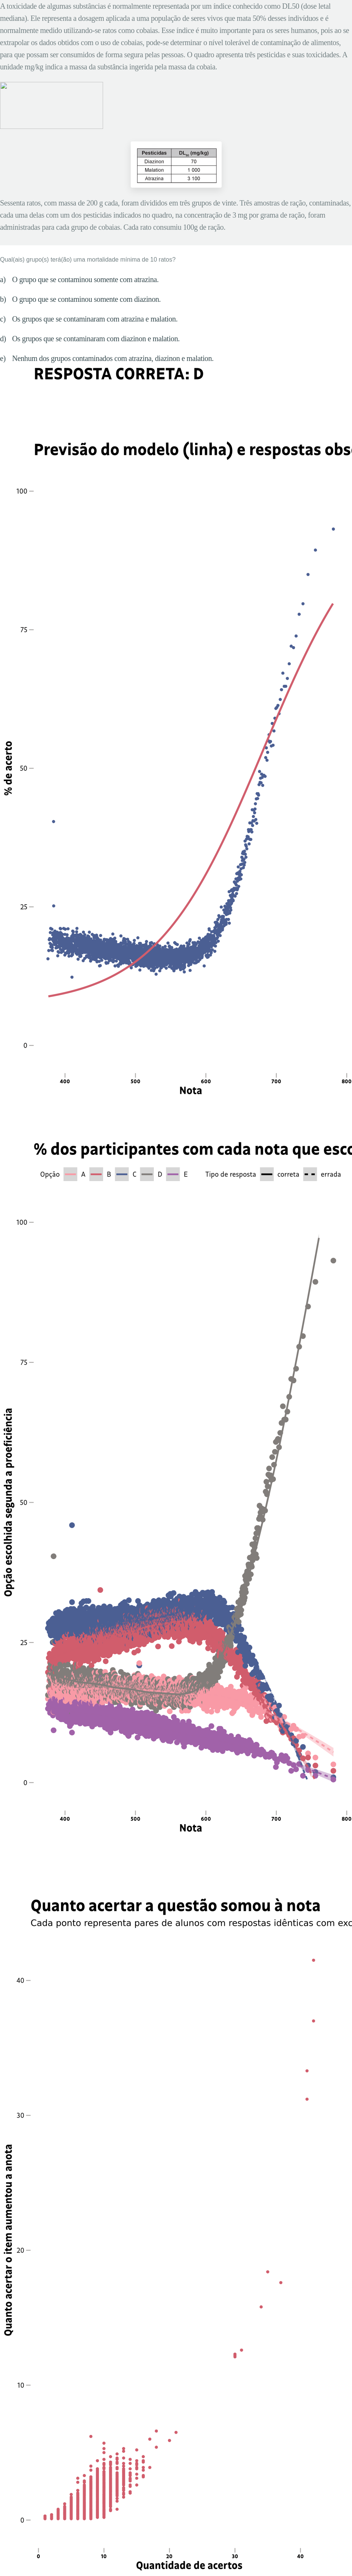 A toxicidade de algumas substâncias é normalmente representada por um índice conhecido como DL50 (dose letal
mediana). Ele representa a dosagem aplicada a uma população de seres vivos que mata 50% desses indivíduos e é
normalmente medido utilizando-se ratos como cobaias. Esse índice é muito importante para os seres humanos, pois ao se
extrapolar os dados obtidos com o uso de cobaias, pode-se determinar o nível tolerável de contaminação de alimentos,
para que possam ser consumidos de forma segura pelas pessoas. O quadro apresenta três pesticidas e suas toxicidades. A
unidade mg/kg indica a massa da substância ingerida pela massa da cobaia.
Pesticidas DL50 (mg/kg)
Diazinon 70
Malation 1 000
Atrazina 3 100
Sessenta ratos, com massa de 200 g cada, foram divididos em três grupos de vinte. Três amostras de ração, contaminadas,
cada uma delas com um dos pesticidas indicados no quadro, na concentração de 3 mg por grama de ração, foram
administradas para cada grupo de cobaias. Cada rato consumiu 100g de ração.
Qual(ais) grupo(s) terá(ão) uma mortalidade mínima de 10 ratos?
a) O grupo que se contaminou somente com atrazina.
b) O grupo que se contaminou somente com diazinon.
c) Os grupos que se contaminaram com atrazina e malation.
d) Os grupos que se contaminaram com diazinon e malation.
e) Nenhum dos grupos contaminados com atrazina, diazinon e malation.
RESPOSTA CORRETA: D
Previsão do modelo (linha) e respostas obs
100
75
50
25
0
% de acerto
400 500 600 700 800
Nota
% dos participantes com cada nota que esco
Opção A B C D E Tipo de resposta correta errada
100
75
50
25
0
Opção escolhida segunda a proeficiência
400 500 600 700 800
Nota
Quanto acertar a questão somou à nota
Cada ponto representa pares de alunos com respostas idênticas com exc
40
30
20
10
0
Quanto acertar o item aumentou a anota
0 10 20 30 40
Quantidade de acertos